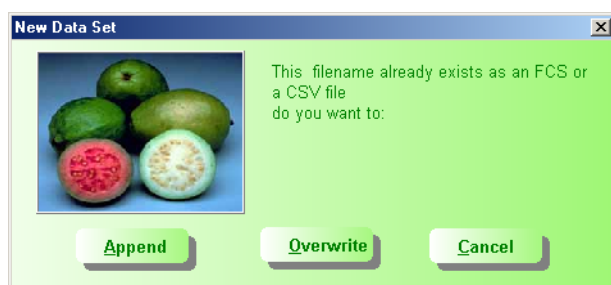 New Data Set
This filename already exists as an FCS or
a CSV file
do you want to:
Append
Overwrite
Cancel